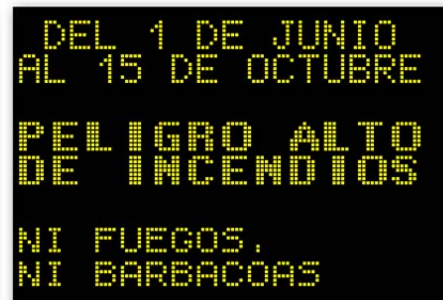 DEL 1 DE JUNIO
AL 15 DE OCTUBRE
PELIGRO ALTO
DE INCENDIOS
NI FUEGOS,
NI BARBACOAS